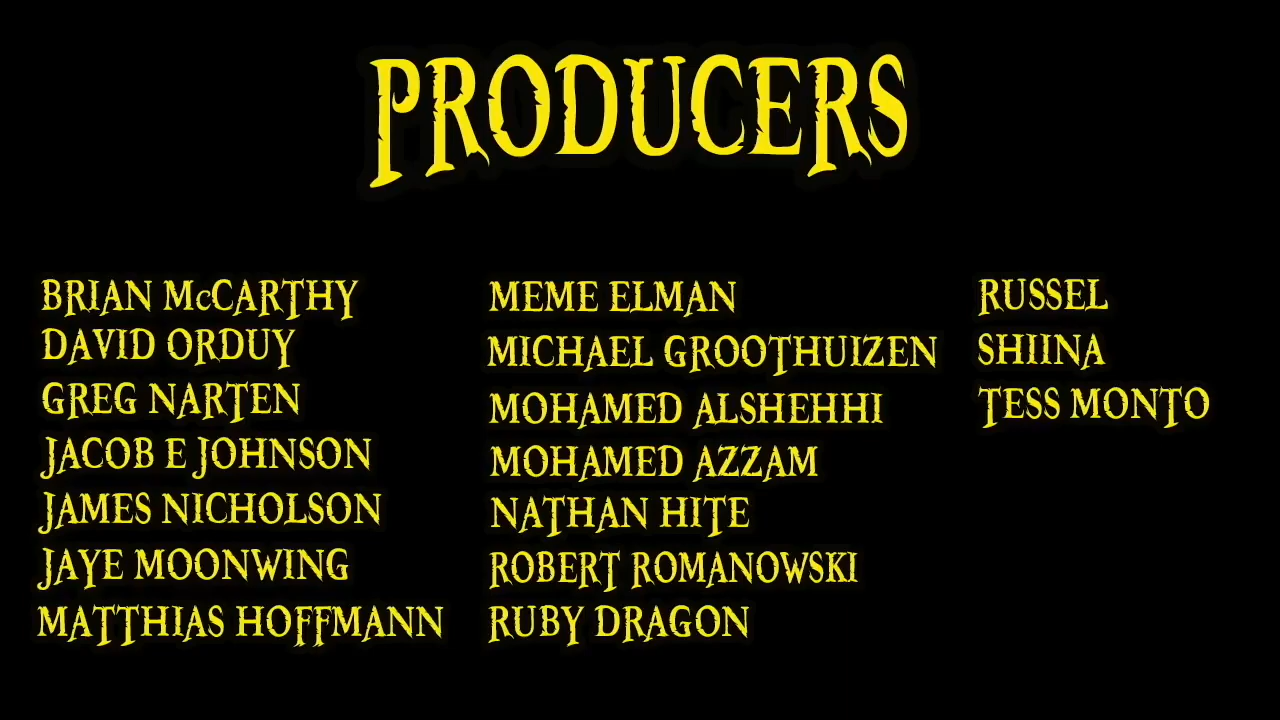 PRODUCERS
BRIAN McCARTHY
DAVID ORDUY
GREG NARTEN
JACOB E JOHNSON
JAMES NICHOLSON
JAYE MOONWING
MATTHIAS HOFFMANN
MEME ELMAN
MICHAEL GROOTHUIZEN
MOHAMED ALSHEHHI
MOHAMED AZZAM
NATHAN HITE
ROBERT ROMANOWSKI
RUBY DRAGON
RUSSEL
SHIINA
TESS MONTO